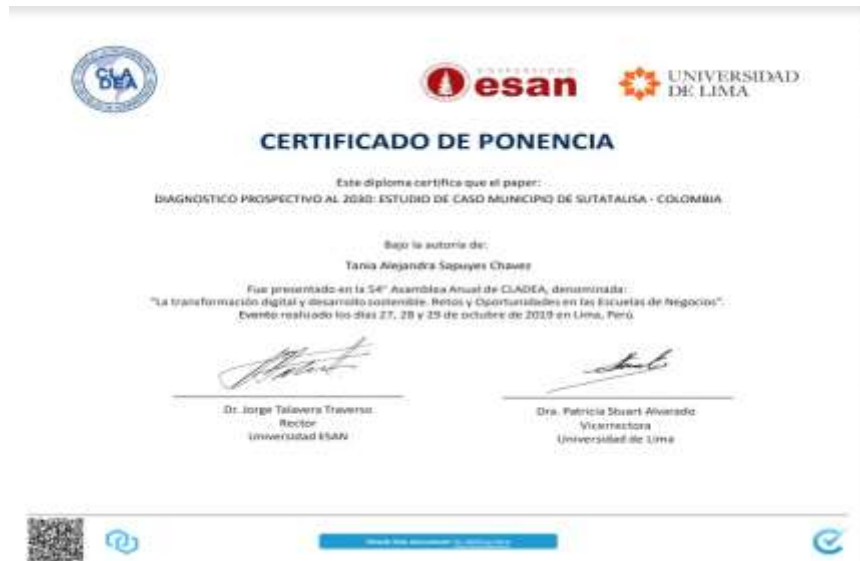 CLA
DEA
UNIVERSIDAD
esan
UNIVERSIDAD
DE LIMA
CERTIFICADO DE PONENCIA
Este diploma certifica que el paper:
DIAGNOSTICO PROSPECTIVO AL 2030: ESTUDIO DE CASO MUNICIPIO DE SUTATAUSA - COLOMBIA
Bajo la autoría de:
Tania Alejandra Sapuyes Chavez
Fue presentado en la 54° Asamblea Anual de CLADEA, denominada:
"La transformación digital y desarrollo sostenible. Retos y Oportunidades en las Escuelas de Negocios".
Evento realizado los días 27, 28 y 29 de octubre de 2019 en Lima, Perú.
Dr. Jorge Talavera Traverso
Rector
Universidad ESAN
Dra. Patricia Stuart Alvarado
Vicerrectora
Universidad de Lima